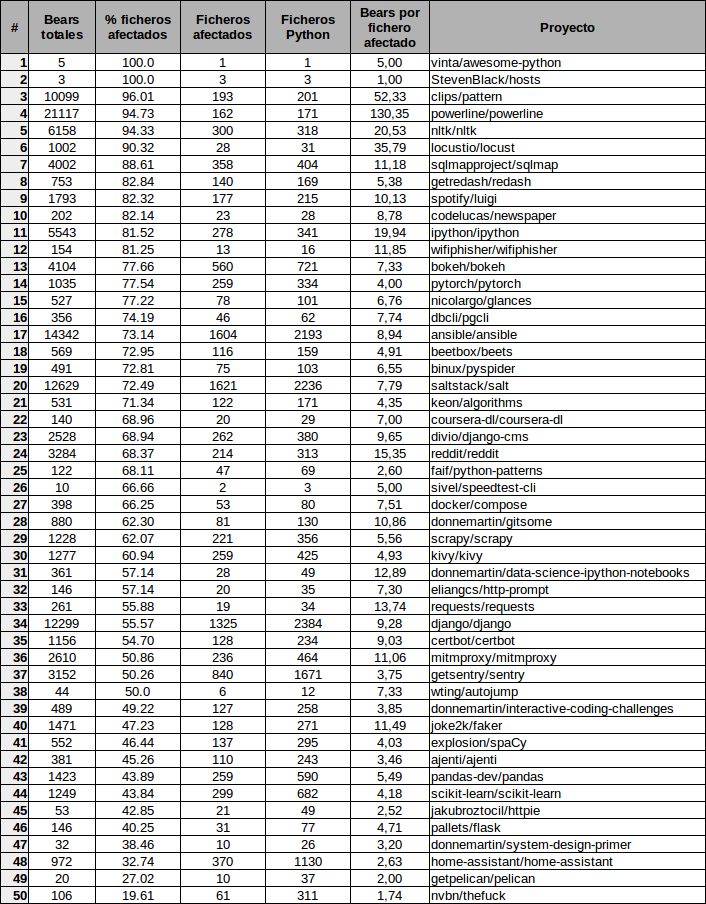 # Bears totales % ficheros afectados Ficheros afectados Ficheros Python Bears por fichero afectado Proyecto
1 5 100.0 1 1 5,00 vinta/awesome-python
2 3 100.0 3 3 1,00 StevenBlack/hosts
3 10099 96.01 193 201 52,33 clips/pattern
4 21117 94.73 162 171 130,35 powerline/powerline
5 6158 94.33 300 318 20,53 nltk/nltk
6 1002 90.32 28 31 35,79 locustio/locust
7 4002 88.61 358 404 11,18 sqlmapproject/sqlmap
8 753 82.84 140 169 5,38 getredash/redash
9 1793 82.32 177 215 10,13 spotify/luigi
10 202 82.14 23 28 8,78 codelucas/newspaper
11 5543 81.52 278 341 19,94 ipython/ipython
12 154 81.25 13 16 11,85 wifiphisher/wifiphisher
13 4104 77.66 560 721 7,33 bokeh/bokeh
14 1035 77.54 259 334 4,00 pytorch/pytorch
15 527 77.22 78 101 6,76 nicolargo/glances
16 356 74.19 46 62 7,74 dbcli/pgcli
17 14342 73.14 1604 2193 8,94 ansible/ansible
18 569 72.95 116 159 4,91 beetbox/beets
19 491 72.81 75 103 6,55 binux/pyspider
20 12629 72.49 1621 2236 7,79 saltstack/salt
21 531 71.34 122 171 4,35 keon/algorithms
22 140 68.96 20 29 7,00 coursera-dl/coursera-dl
23 2528 68.94 262 380 9,65 divio/django-cms
24 3284 68.37 214 313 15,35 reddit/reddit
25 122 68.11 47 69 2,60 faif/python-patterns
26 10 66.66 2 3 5,00 sivel/speedtest-cli
27 398 66.25 53 80 7,51 docker/compose
28 880 62.30 81 130 10,86 donnemartin/gitsome
29 1228 62.07 221 356 5,56 scrapy/scrapy
30 1277 60.94 259 425 4,93 kivy/kivy
31 361 57.14 28 49 12,89 donnemartin/data-science-ipython-notebooks
32 146 57.14 20 35 7,30 eliangcs/http-prompt
33 261 55.88 19 34 13,74 requests/requests
34 12299 55.57 1325 2384 9,28 django/django
35 1156 54.70 128 234 9,03 certbot/certbot
36 2610 50.86 236 464 11,06 mitmproxy/mitmproxy
37 3152 50.26 840 1671 3,75 getsentry/sentry
38 44 50.0 6 12 7,33 wting/autojump
39 489 49.22 127 258 3,85 donnemartin/interactive-coding-challenges
40 1471 47.23 128 271 11,49 joke2k/faker
41 552 46.44 137 295 4,03 explosion/spaCy
42 381 45.26 110 243 3,46 ajenti/ajenti
43 1423 43.89 259 590 5,49 pandas-dev/pandas
44 1249 43.84 299 682 4,18 scikit-learn/scikit-learn
45 53 42.85 21 49 2,52 jakubroztocil/httpie
46 146 40.25 31 77 4,71 pallets/flask
47 32 38.46 10 26 3,20 donnemartin/system-design-primer
48 972 32.74 370 1130 2,63 home-assistant/home-assistant
49 20 27.02 10 37 2,00 getpelican/pelican
50 106 19.61 61 311 1,74 nvbn/thefuck